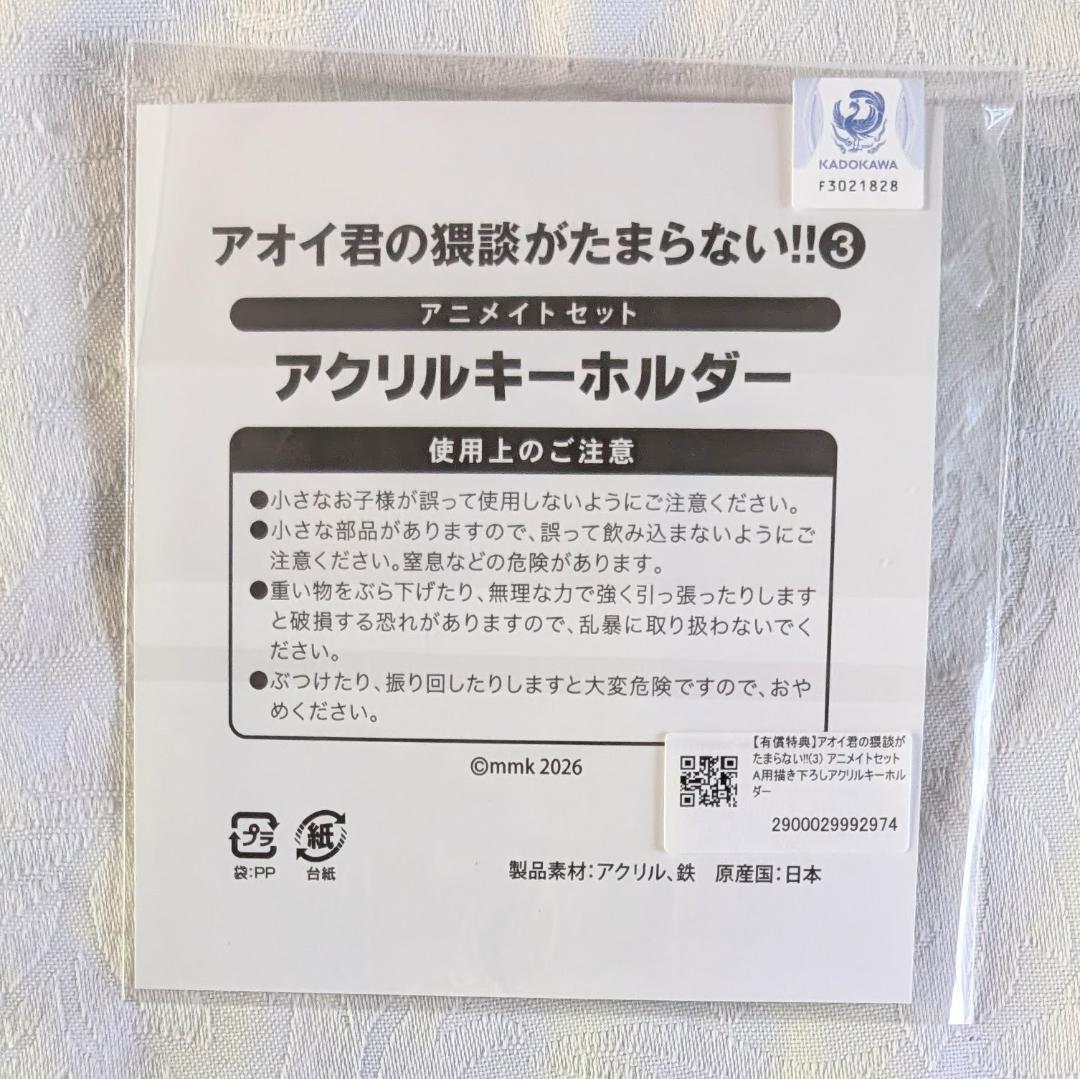 KADOKAWA
F3021828
アオイ君の猥談がたまらない!!❸
アニメイトセット
アクリルキーホルダー
使用上のご注意
●小さなお子様が誤って使用しないようにご注意ください。
●小さな部品がありますので、誤って飲み込まないようにご
注意ください。窒息などの危険があります。
●重い物をぶら下げたり、無理な力で強く引っ張ったりします
と破損する恐れがありますので、乱暴に取り扱わないでく
ださい。
●ぶつけたり、振り回したりしますと大変危険ですので、おや
めください。
©mmk 2026
【有償特典】アオイ君の猥談が
たまらない!!(3) アニメイトセット
A用描き下ろしアクリルキーホル
ダー
2900029992974
プラ
袋:PP
紙
台紙
製品素材:アクリル、鉄 原産国:日本